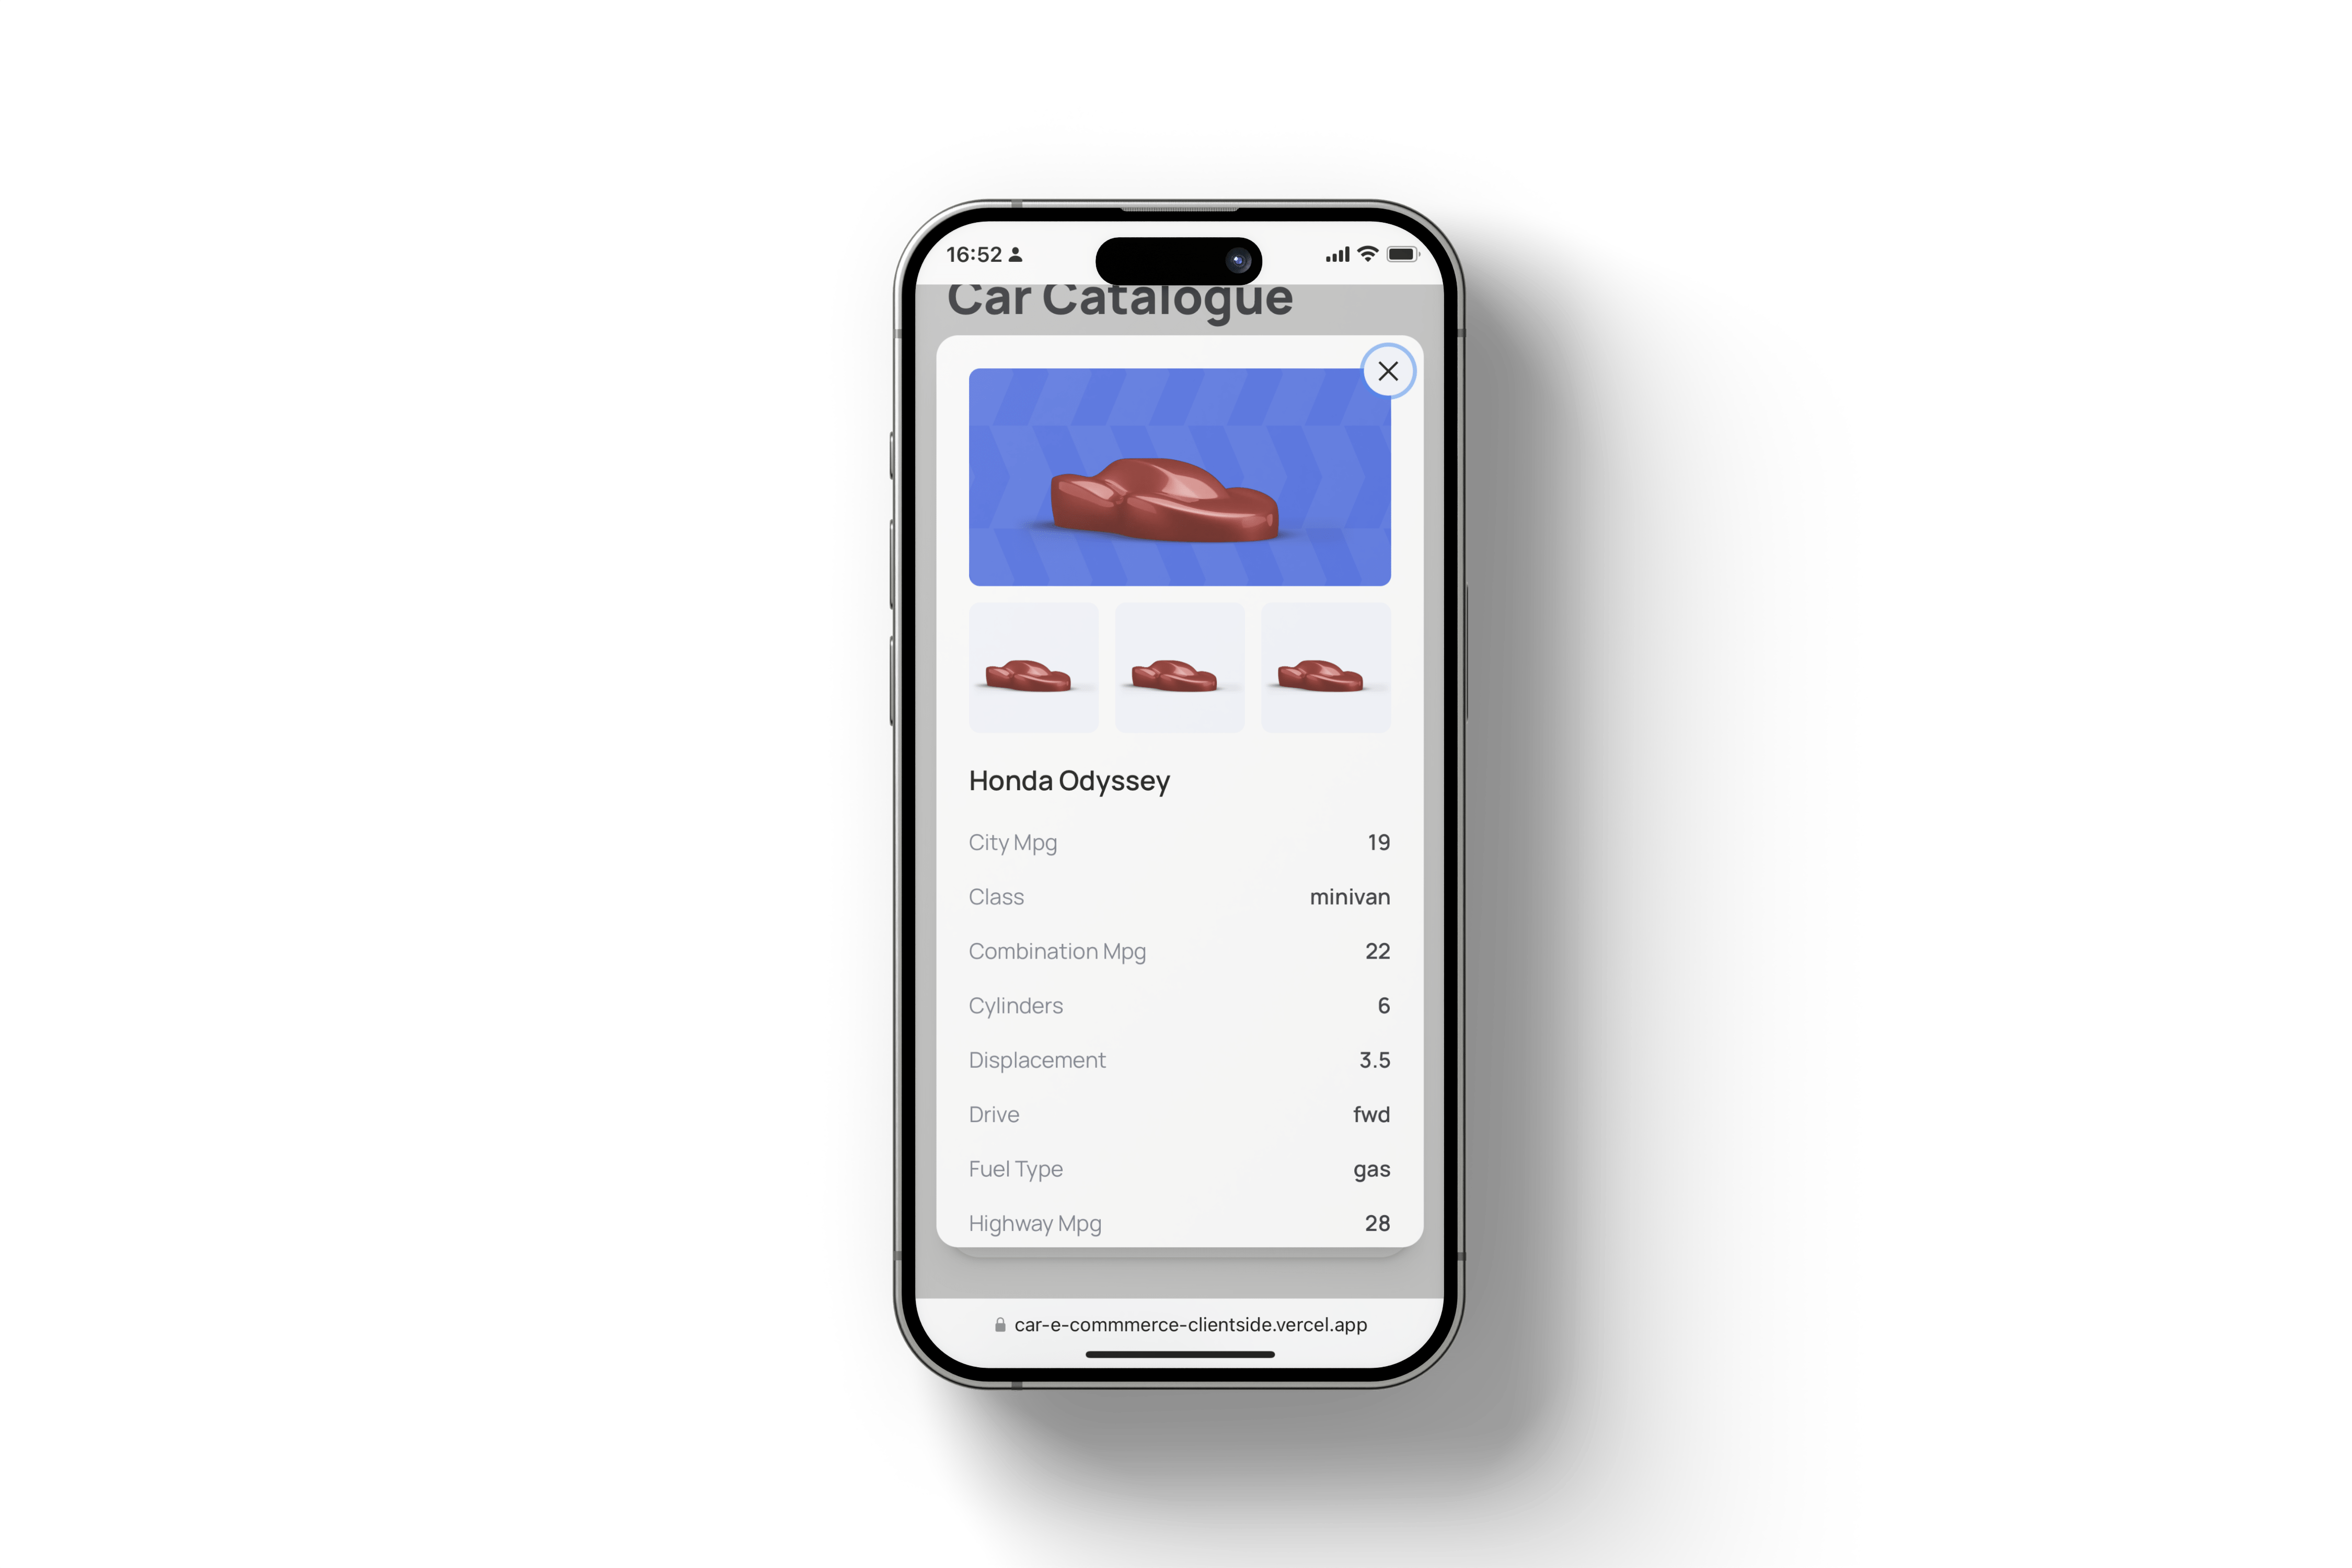 16:52
Car Catalogue
Honda Odyssey
City Mpg 19
Class minivan
Combination Mpg 22
Cylinders 6
Displacement 3.5
Drive fwd
Fuel Type gas
Highway Mpg 28
car-e-commmerce-clientside.vercel.app